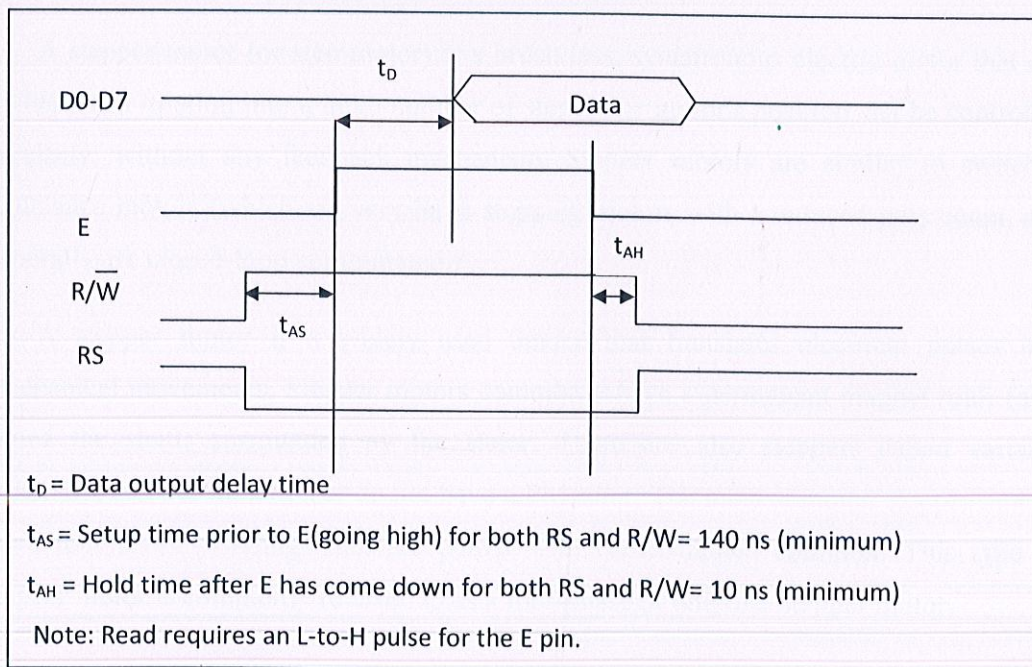 t_D
D0-D7
Data
E
t_AH
R/W̅
t_AS
RS
t_D = Data output delay time
t_AS = Setup time prior to E(going high) for both RS and R/W= 140 ns (minimum)
t_AH = Hold time after E has come down for both RS and R/W= 10 ns (minimum)
Note: Read requires an L-to-H pulse for the E pin.